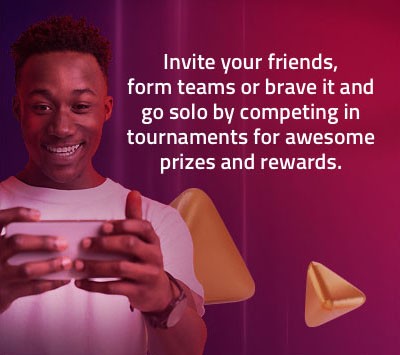 Invite your friends,
form teams or brave it and
go solo by competing in
tournaments for awesome
prizes and rewards.